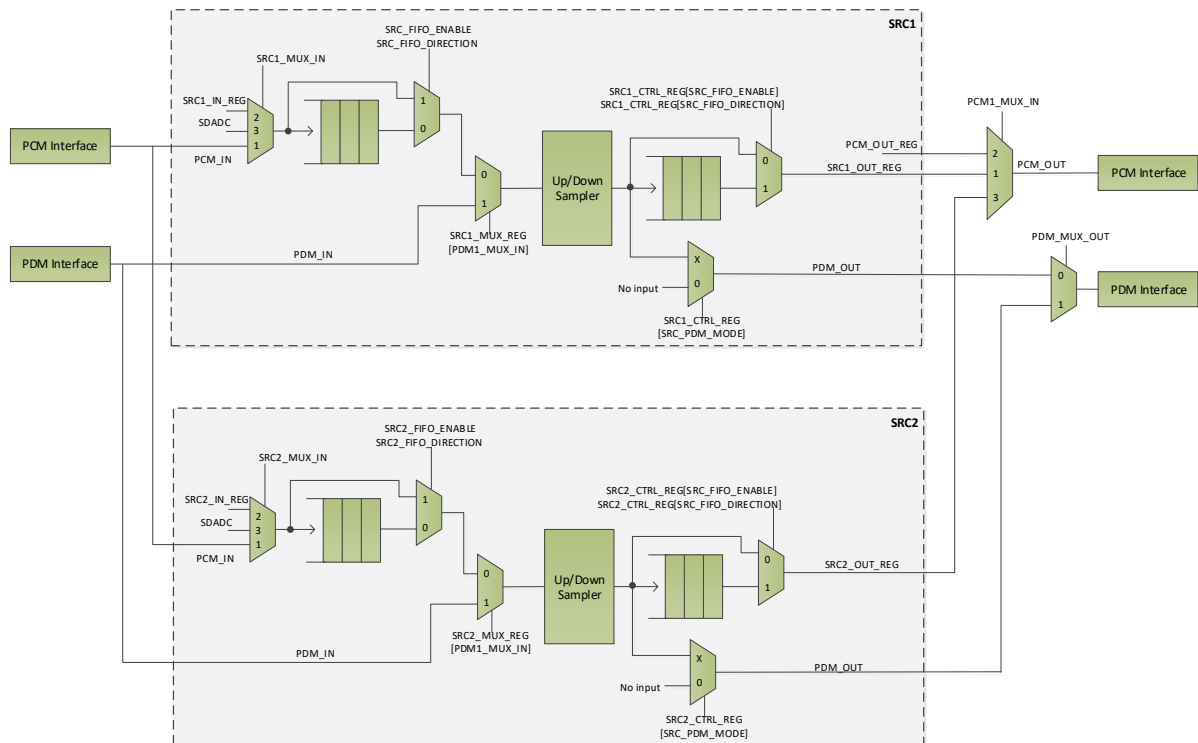 SRC1
SRC_FIFO_ENABLE
SRC_FIFO_DIRECTION
SRC1_MUX_IN
SRC1_IN_REG
SDADC
PCM_IN
2
3
1
1
0
PCM Interface
PDM Interface
PDM_IN
0
1
SRC1_MUX_REG
[PDM1_MUX_IN]
Up/Down
Sampler
SRC1_CTRL_REG[SRC_FIFO_ENABLE]
SRC1_CTRL_REG[SRC_FIFO_DIRECTION]
0
1
X
0
No input
SRC1_CTRL_REG
[SRC_PDM_MODE]
PCM1_MUX_IN
PCM_OUT_REG
SRC1_OUT_REG
2
1
3
PCM_OUT
PCM Interface
PDM_OUT
PDM_MUX_OUT
0
1
PDM Interface
SRC2
SRC2_FIFO_ENABLE
SRC2_FIFO_DIRECTION
SRC2_MUX_IN
SRC2_IN_REG
SDADC
PCM_IN
2
3
1
1
0
PDM_IN
0
1
SRC2_MUX_REG
[PDM1_MUX_IN]
Up/Down
Sampler
SRC2_CTRL_REG[SRC_FIFO_ENABLE]
SRC2_CTRL_REG[SRC_FIFO_DIRECTION]
0
1
SRC2_OUT_REG
X
0
No input
PDM_OUT
SRC2_CTRL_REG
[SRC_PDM_MODE]